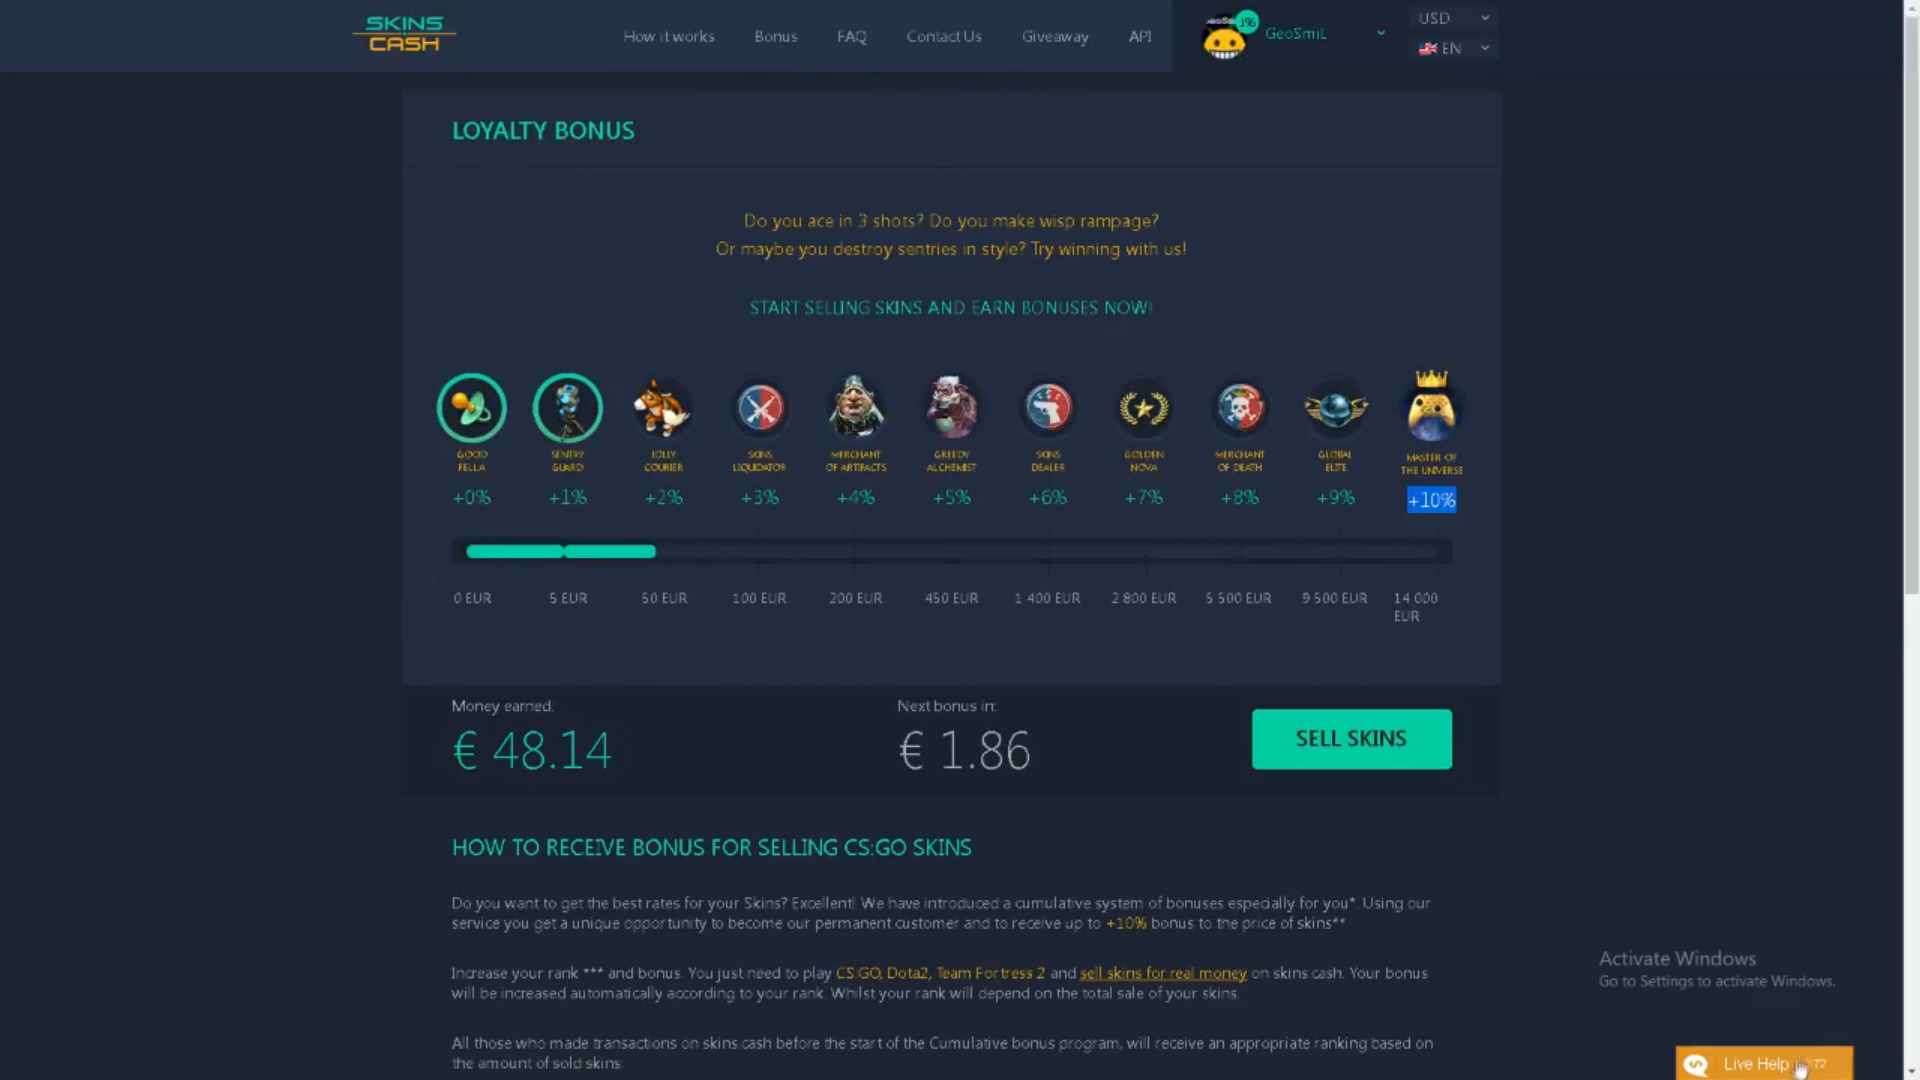 SKINS
CASH
How it works
Bonus
FAQ
Contact Us
Giveaway
API
1%
GeoSmiL
USD
EN
LOYALTY BONUS
Do you ace in 3 shots? Do you make wisp rampage?
Or maybe you destroy sentries in style? Try winning with us!
START SELLING SKINS AND EARN BONUSES NOW!
GOOD
FELLA
SENTRY
GUARD
JOLLY
COURIER
SKINS
LIQUIDATOR
MERCHANT
OF ARTIFACTS
GREEDY
ALCHEMIST
SKINS
DEALER
GOLDEN
NOVA
MERCHANT
OF DEATH
GLOBAL
ELITE
MASTER OF
THE UNIVERSE
+0%
+1%
+2%
+3%
+4%
+5%
+6%
+7%
+8%
+9%
+10%
0 EUR
5 EUR
50 EUR
100 EUR
200 EUR
450 EUR
1 400 EUR
2 800 EUR
5 500 EUR
9 500 EUR
14 000
EUR
Money earned:
€ 48.14
Next bonus in:
€ 1.86
SELL SKINS
HOW TO RECEIVE BONUS FOR SELLING CS:GO SKINS
Do you want to get the best rates for your Skins? Excellent! We have introduced a cumulative system of bonuses especially for you*. Using our
service you get a unique opportunity to become our permanent customer and to receive up to +10% bonus to the price of skins**
Increase your rank *** and bonus. You just need to play CS:GO, Dota2, Team Fortress 2 and sell skins for real money on skins.cash. Your bonus
will be increased automatically according to your rank. Whilst your rank will depend on the total sale of your skins.
All those who made transactions on skins.cash before the start of the Cumulative bonus program, will receive an appropriate ranking based on
the amount of sold skins.
Activate Windows
Go to Settings to activate Windows.
Live Help